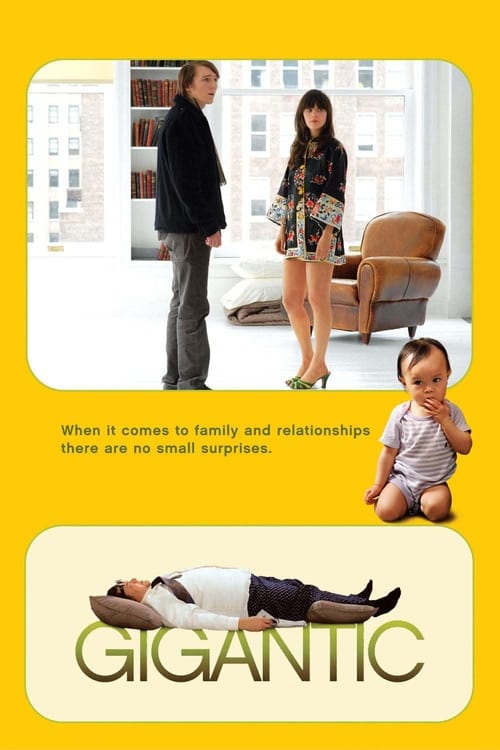 When it comes to family and relationships
there are no small surprises.
GIGANTIC